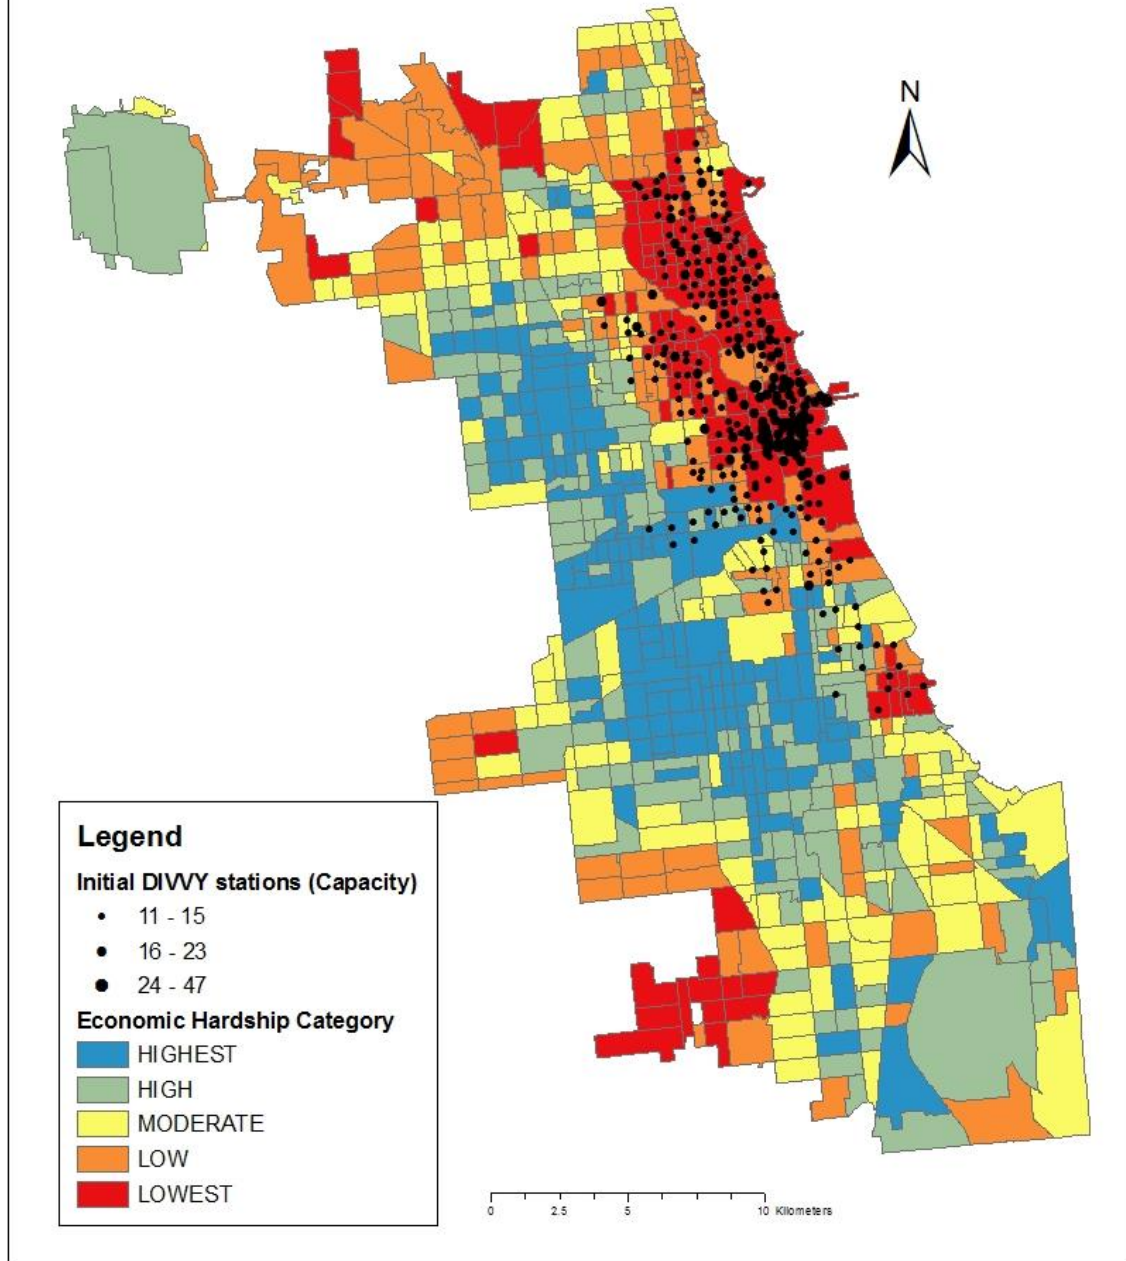 N
Legend
Initial DIVVY stations (Capacity)
11 - 15
16 - 23
24 - 47
Economic Hardship Category
HIGHEST
HIGH
MODERATE
LOW
LOWEST
0 2.5 5 10 Kilometers